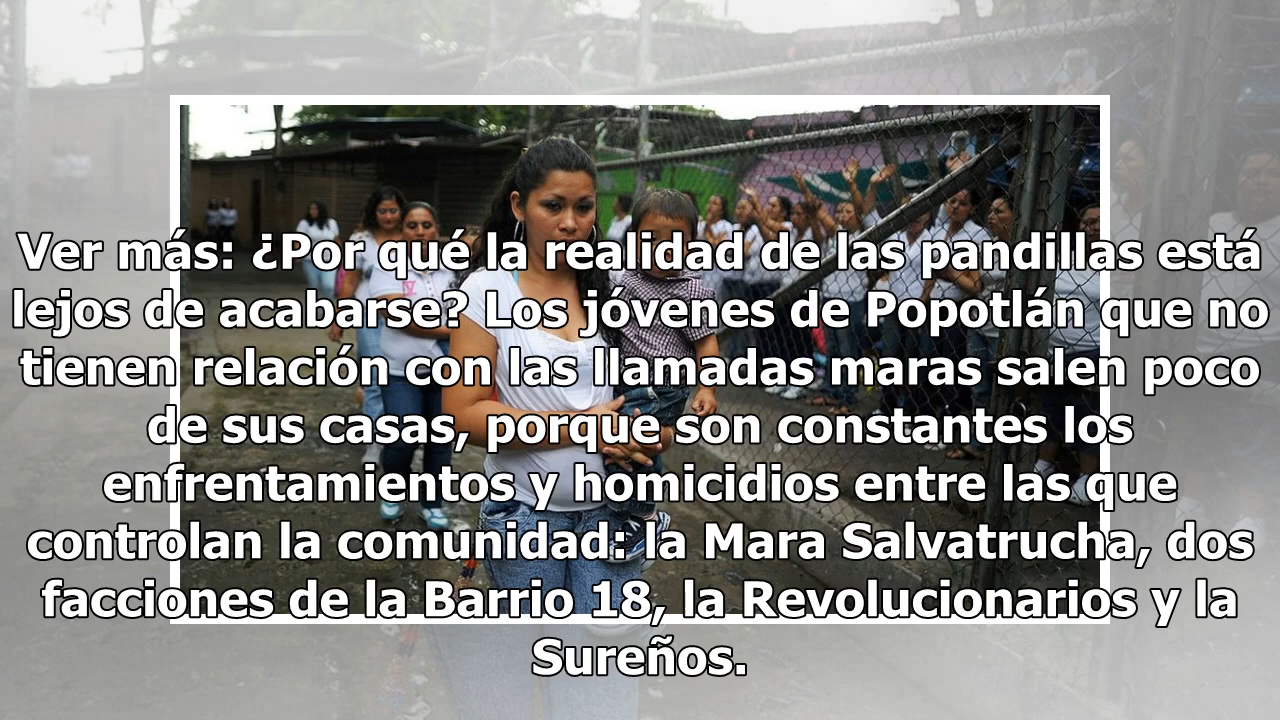 Ver más: ¿Por qué la realidad de las pandillas está
lejos de acabarse? Los jóvenes de Popotlán que no
tienen relación con las llamadas maras salen poco
de sus casas, porque son constantes los
enfrentamientos y homicidios entre las que
controlan la comunidad: la Mara Salvatrucha, dos
facciones de la Barrio 18, la Revolucionarios y la
Sureños.